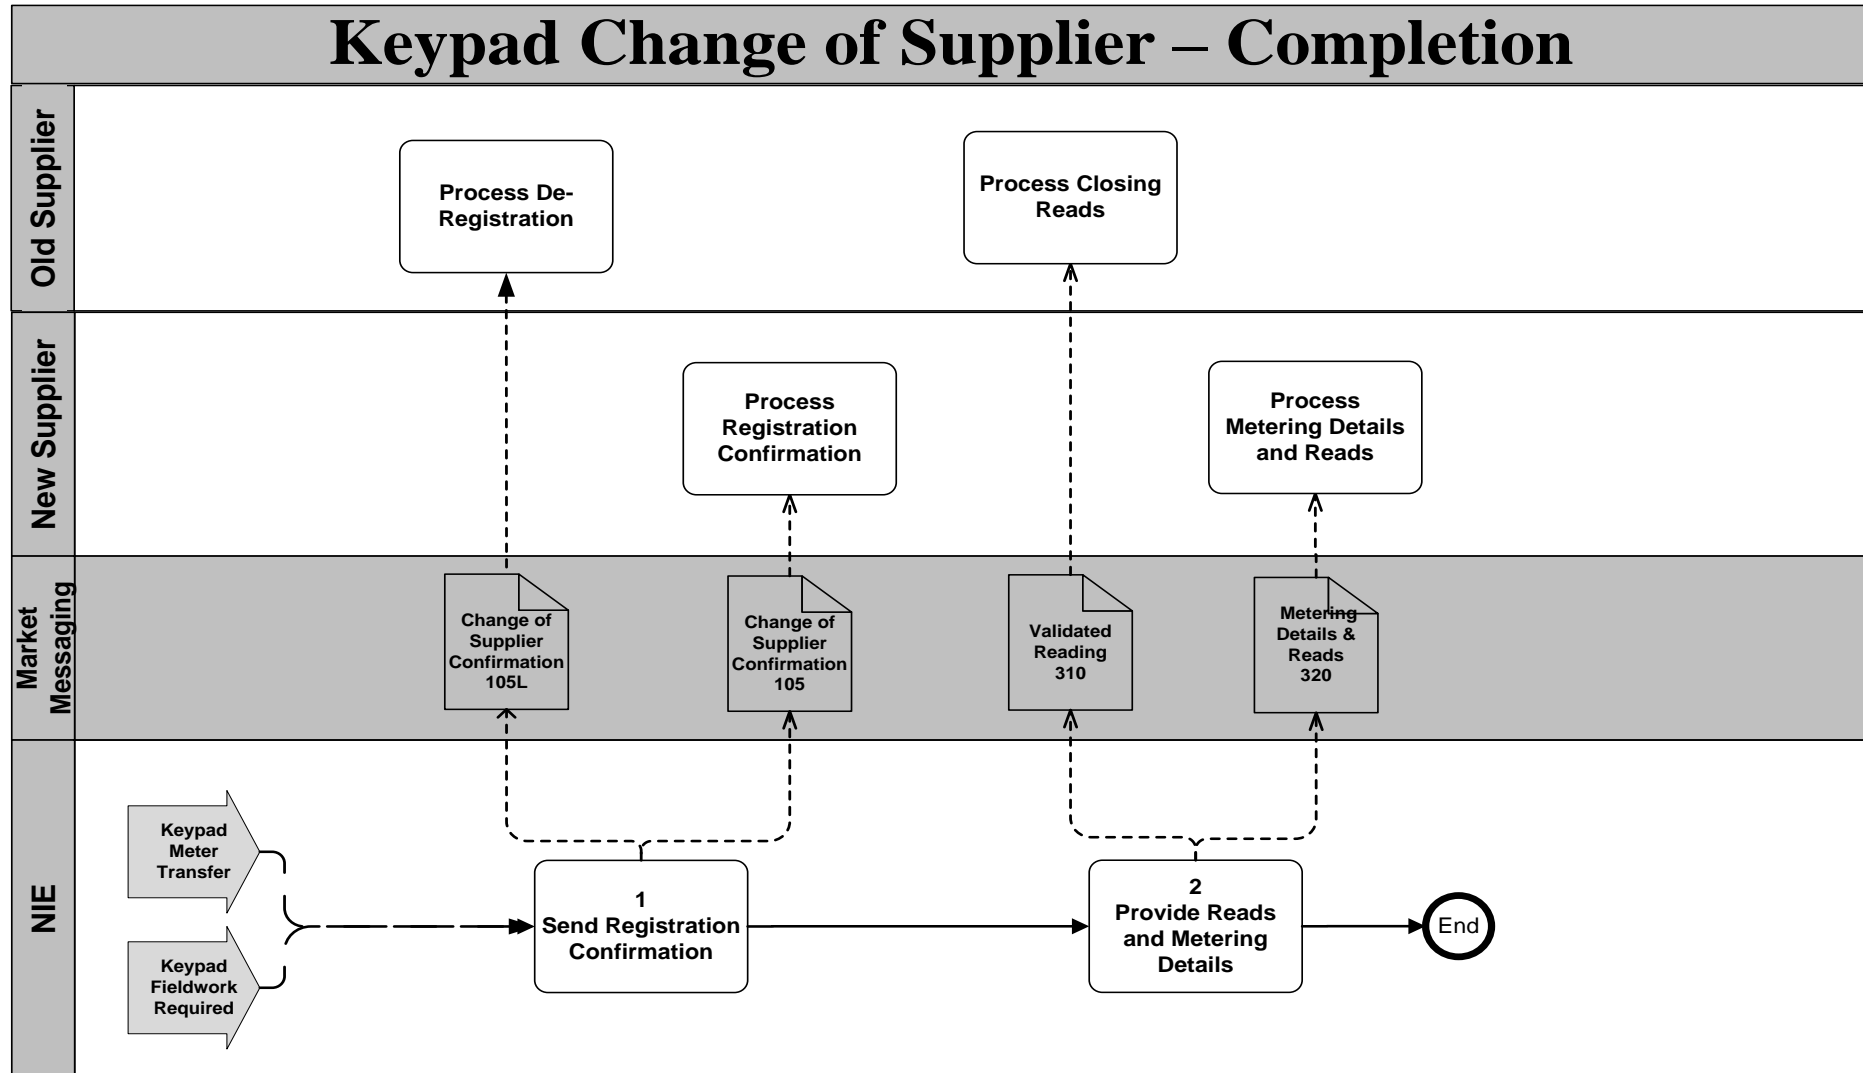 Keypad Change of Supplier – Completion
Old Supplier
Process De-
Registration
Process Closing
Reads
New Supplier
Process
Registration
Confirmation
Process
Metering Details
and Reads
Market
Messaging
Change of
Supplier
Confirmation
105L
Change of
Supplier
Confirmation
105
Validated
Reading
310
Metering
Details &
Reads
320
NIE
Keypad
Meter
Transfer
Keypad
Fieldwork
Required
1
Send Registration
Confirmation
2
Provide Reads
and Metering
Details
End